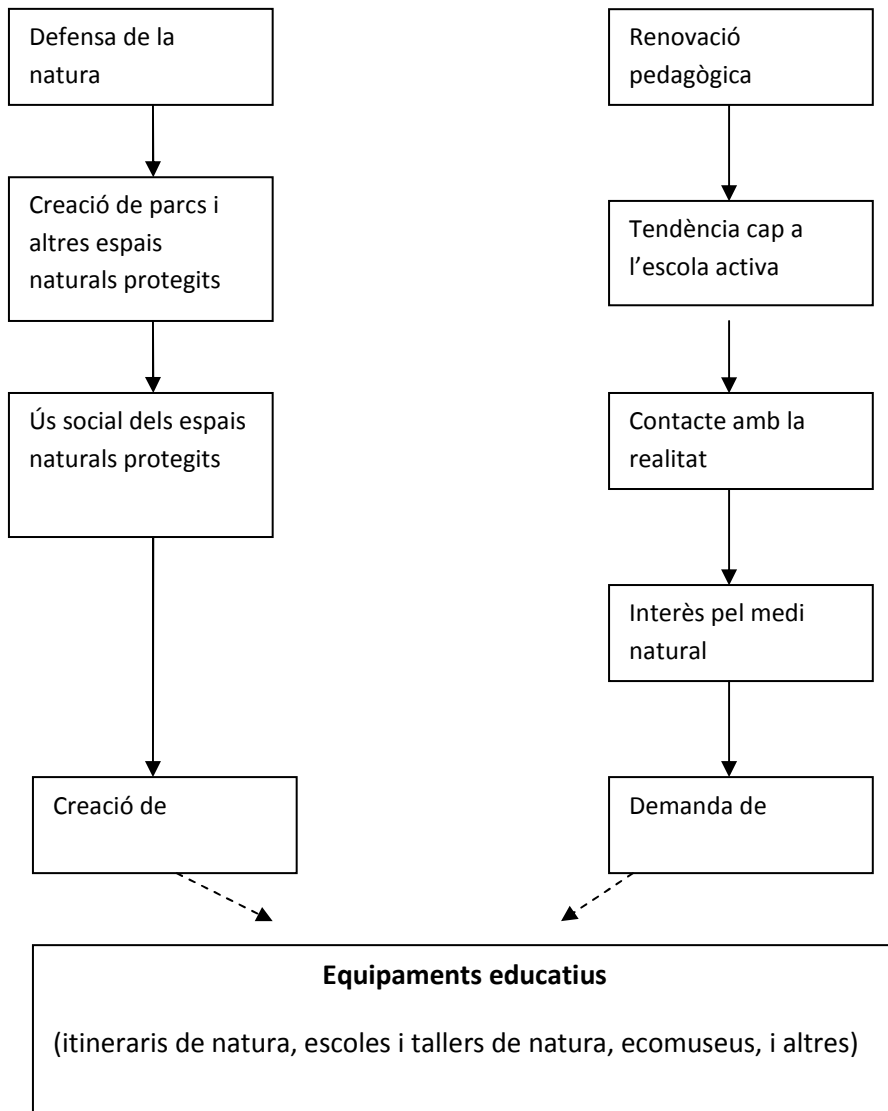 Defensa de la
natura
Renovació
pedagògica
Creació de parcs i
altres espais
naturals protegits
Tendència cap a
l’escola activa
Ús social dels espais
naturals protegits
Contacte amb la
realitat
Interès pel medi
natural
Creació de
Demanda de
Equipaments educatius
(itineraris de natura, escoles i tallers de natura, ecomuseus, i altres)